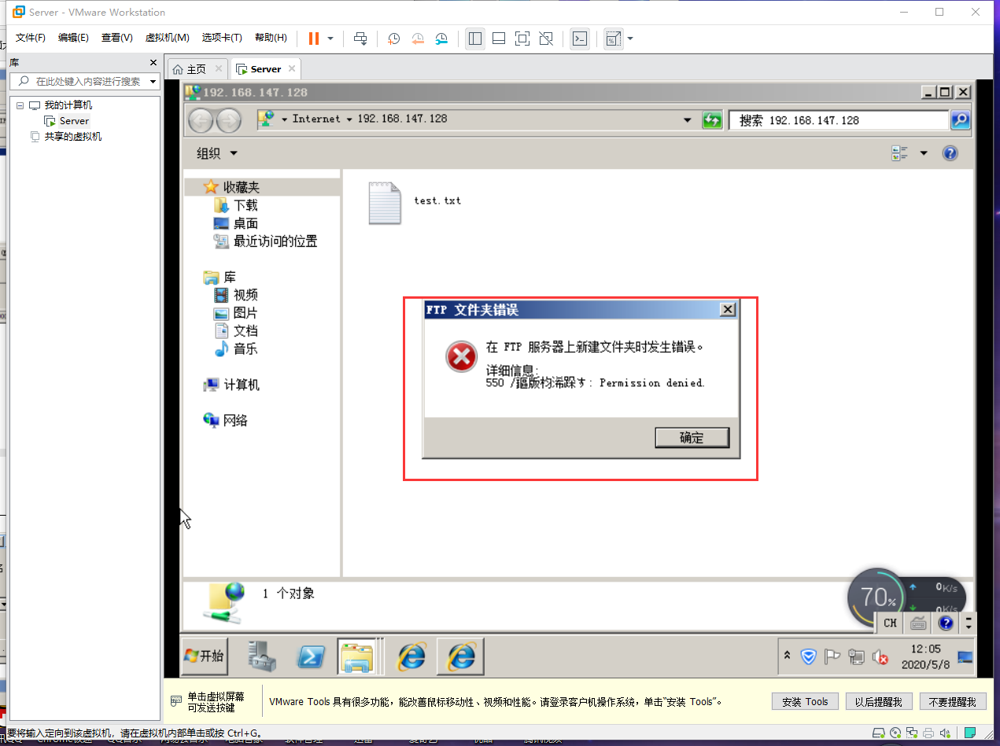 Server - VMware Workstation
文件(F) 编辑(E) 查看(V) 虚拟机(M) 选项卡(T) 帮助(H)
库
在此处键入内容进行搜索
我的计算机
Server
共享的虚拟机
主页
Server
192.168.147.128
Internet 192.168.147.128
搜索 192.168.147.128
组织
收藏夹
下载
桌面
最近访问的位置
库
视频
图片
文档
音乐
计算机
网络
test.txt
FTP 文件夹错误
在 FTP 服务器上新建文件夹时发生错误。
详细信息:
550 /鏂版枃浠跺す: Permission denied.
确定
1 个对象
70%
0K/s
0K/s
CH
开始
12:05
2020/5/8
单击虚拟屏幕
可发送按键
VMware Tools 具有很多功能，能改善鼠标移动性、视频和性能。请登录客户机操作系统，单击“安装 Tools”。
安装 Tools
以后提醒我
不要提醒我
要将输入定向到该虚拟机，请在虚拟机内部单击或按 Ctrl+G。